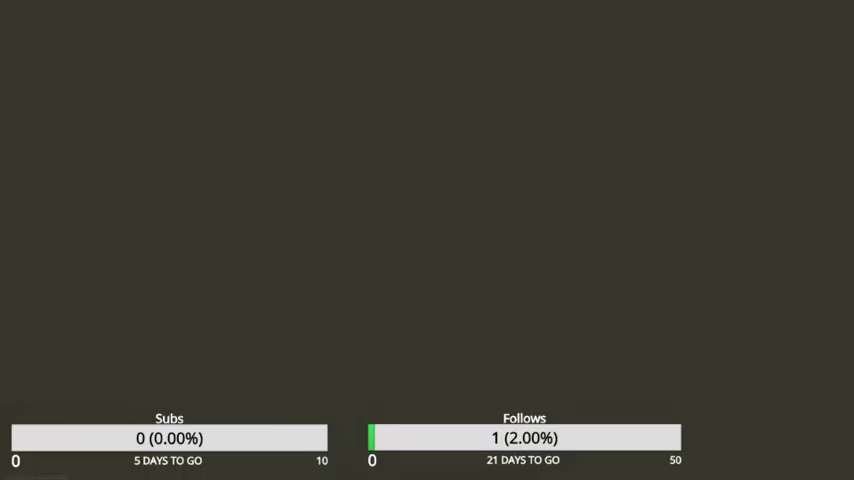 Subs
0 (0.00%)
0 5 DAYS TO GO 10
Follows
1 (2.00%)
0 21 DAYS TO GO 50